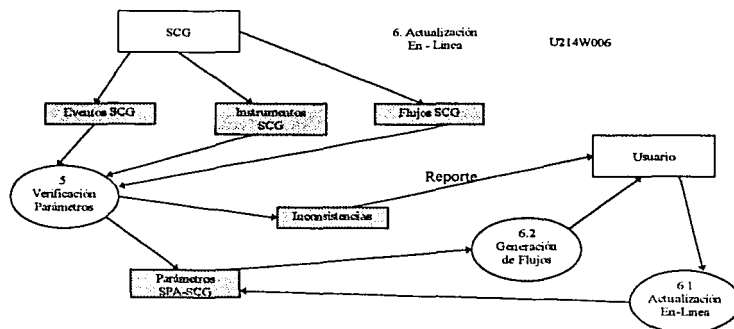 SCG
6. Actualización
En - Linea
U214W006
Eventos SCG
Instrumentos
SCG
Flujos SCG
5
Verificación
Parámetros
Reporte
Usuario
Inconsistencias
6.2
Generación
de Flujos
Parámetros
SPA-SCG
6.1
Actualización
En-Linea